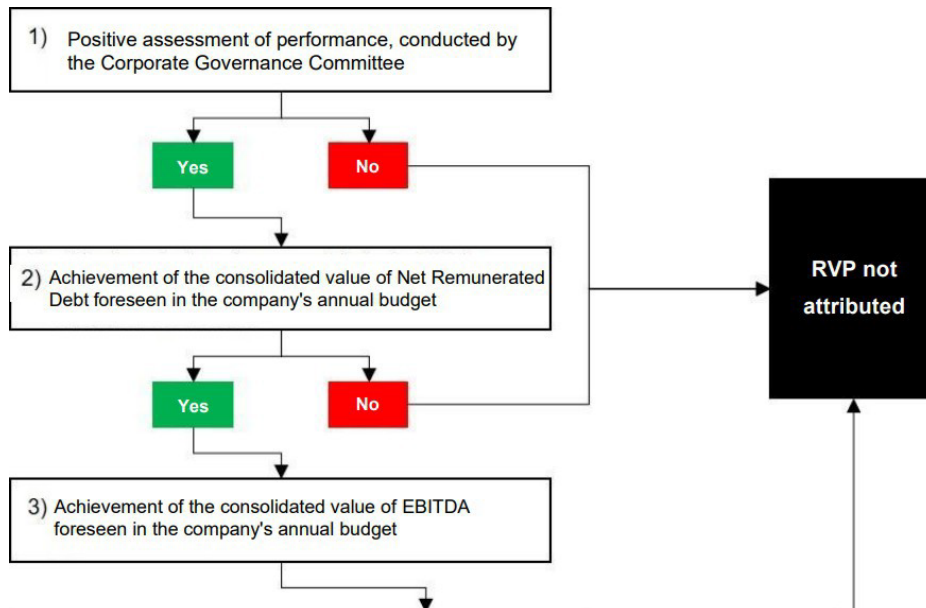 1) Positive assessment of performance, conducted by
the Corporate Governance Committee
Yes
No
2) Achievement of the consolidated value of Net Remunerated
Debt foreseen in the company's annual budget
RVP not
attributed
Yes
No
3) Achievement of the consolidated value of EBITDA
foreseen in the company's annual budget